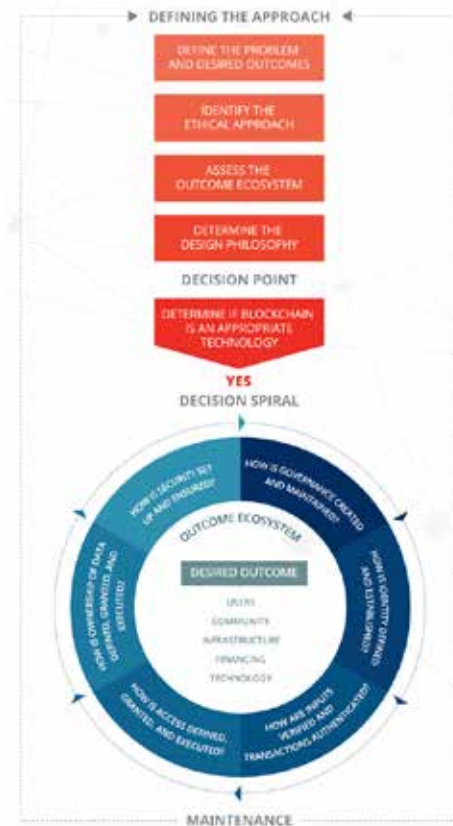 DEFINING THE APPROACH
DEFINE THE PROBLEM
AND DESIRED OUTCOMES
IDENTIFY THE
ETHICAL APPROACH
ASSESS THE
OUTCOME ECOSYSTEM
DETERMINE THE
DESIGN PHILOSOPHY
DECISION POINT
DETERMINE IF BLOCKCHAIN
IS AN APPROPRIATE
TECHNOLOGY
YES
DECISION SPIRAL
HOW IS GOVERNANCE CREATED
AND MAINTAINED?
HOW IS IDENTITY DEFINED
AND ESTABLISHED?
HOW ARE INPUTS
VERIFIED AND
TRANSACTIONS AUTHENTICATED?
HOW IS ACCESS DEFINED,
GRANTED, AND EXECUTED?
HOW IS OWNERSHIP OF DATA
DEFINED, GRANTED, AND
EXECUTED?
HOW IS SECURITY SET
UP AND ENSURED?
OUTCOME ECOSYSTEM
DESIRED OUTCOME
USERS
COMMUNITY
INFRASTRUCTURE
FINANCING
TECHNOLOGY
MAINTENANCE